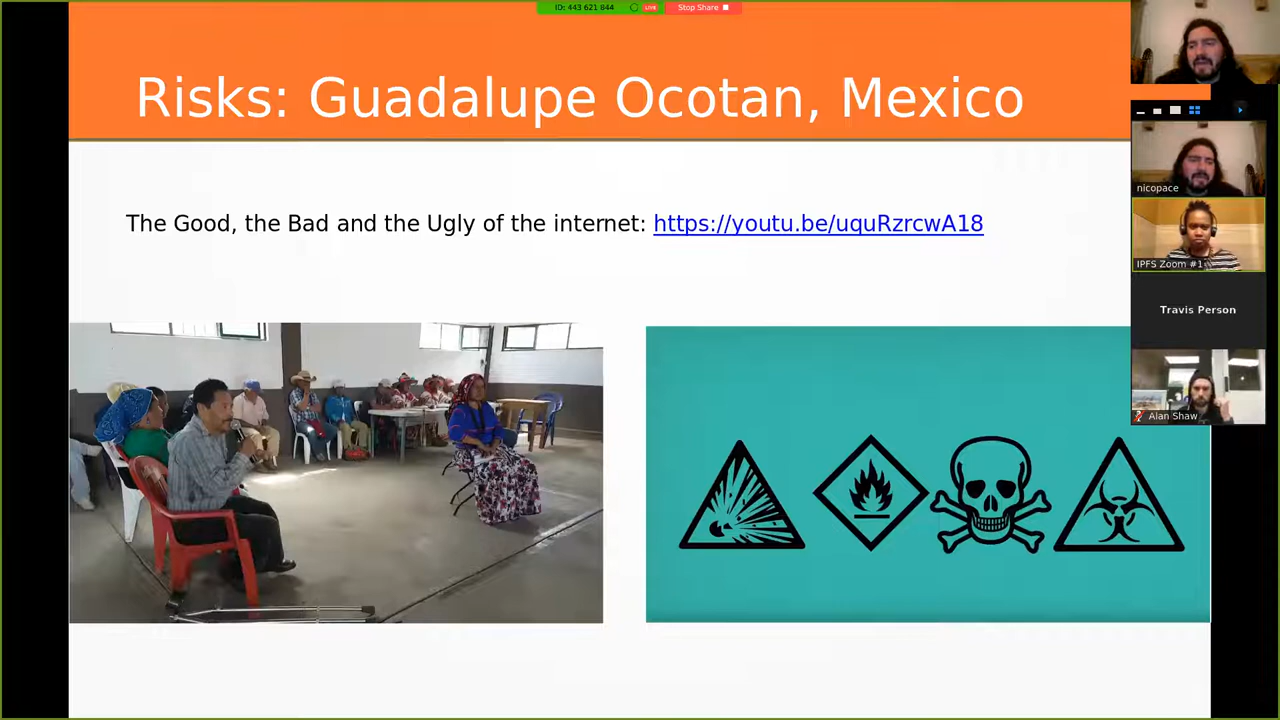 ID: 443 621 844
LIVE
Stop Share
Risks: Guadalupe Ocotan, Mexico
The Good, the Bad and the Ugly of the internet: https://youtu.be/uquRzrcwA18
nicopace
IPFS Zoom #1
Travis Person
Alan Shaw